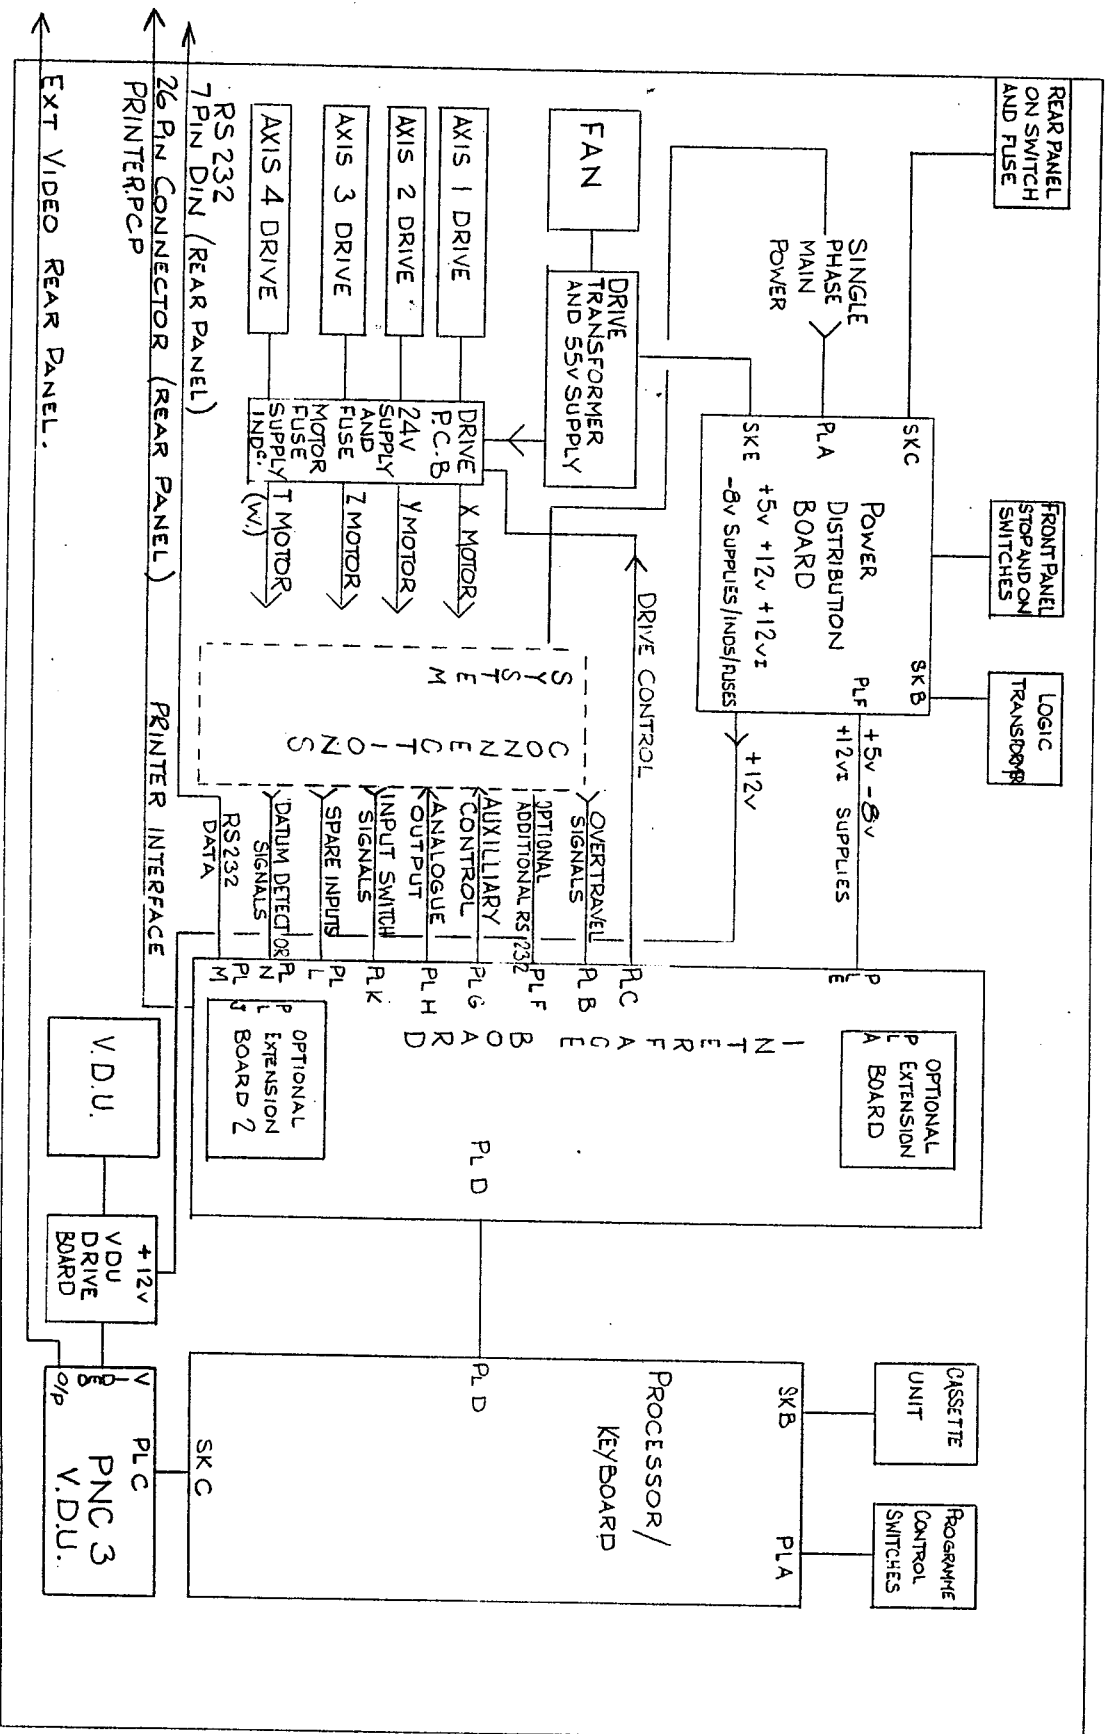 REAR PANEL
ON SWITCH
AND FUSE
FRONT PANEL
STOP AND ON
SWITCHES
LOGIC
TRANSFORMER
SINGLE
PHASE
MAIN
POWER
SKC
PLA
SKE
SKB
PLF
POWER
DISTRIBUTION
BOARD
+5V +12V +12VI
-8V SUPPLIES/INDS/FUSES
+5V -8V
+12VI SUPPLIES
+12V
FAN
DRIVE
TRANSFORMER
AND 55V SUPPLY
AXIS 1 DRIVE
AXIS 2 DRIVE
AXIS 3 DRIVE
AXIS 4 DRIVE
DRIVE
P.C.B
24V
SUPPLY
AND
FUSE
MOTOR
FUSE
SUPPLY
INDS.
X MOTOR
Y MOTOR
Z MOTOR
T MOTOR
(W.)
DRIVE CONTROL
SYSTEM
CONNECTIONS
OVERTRAVEL
SIGNALS
OPTIONAL
ADDITIONAL RS 232
AUXILLIARY
CONTROL
ANALOGUE
OUTPUT
INPUT SWITCH
SIGNALS
SPARE INPUTS
DATUM DETECTOR
SIGNALS
RS232
DATA
PLE
PLC
PLB
PLF
PLG
PLH
PLK
PL
L
PL
N
PL
M
INTERFACE BOARD
OPTIONAL
EXTENSION
BOARD
PLA
OPTIONAL
EXTENSION
BOARD 2
PLJ
PLD
CASSETTE
UNIT
PROGRAMME
CONTROL
SWITCHES
SKB
PLA
PROCESSOR/
KEYBOARD
PLD
SKC
V.D.U.
+12V
VDU
DRIVE
BOARD
VIDEO
O/P
PLC
PNC 3
V.D.U.
RS232
7 PIN DIN (REAR PANEL)
26 PIN CONNECTOR (REAR PANEL)
PRINTER INTERFACE
PRINTER.PCP
EXT VIDEO REAR PANEL.